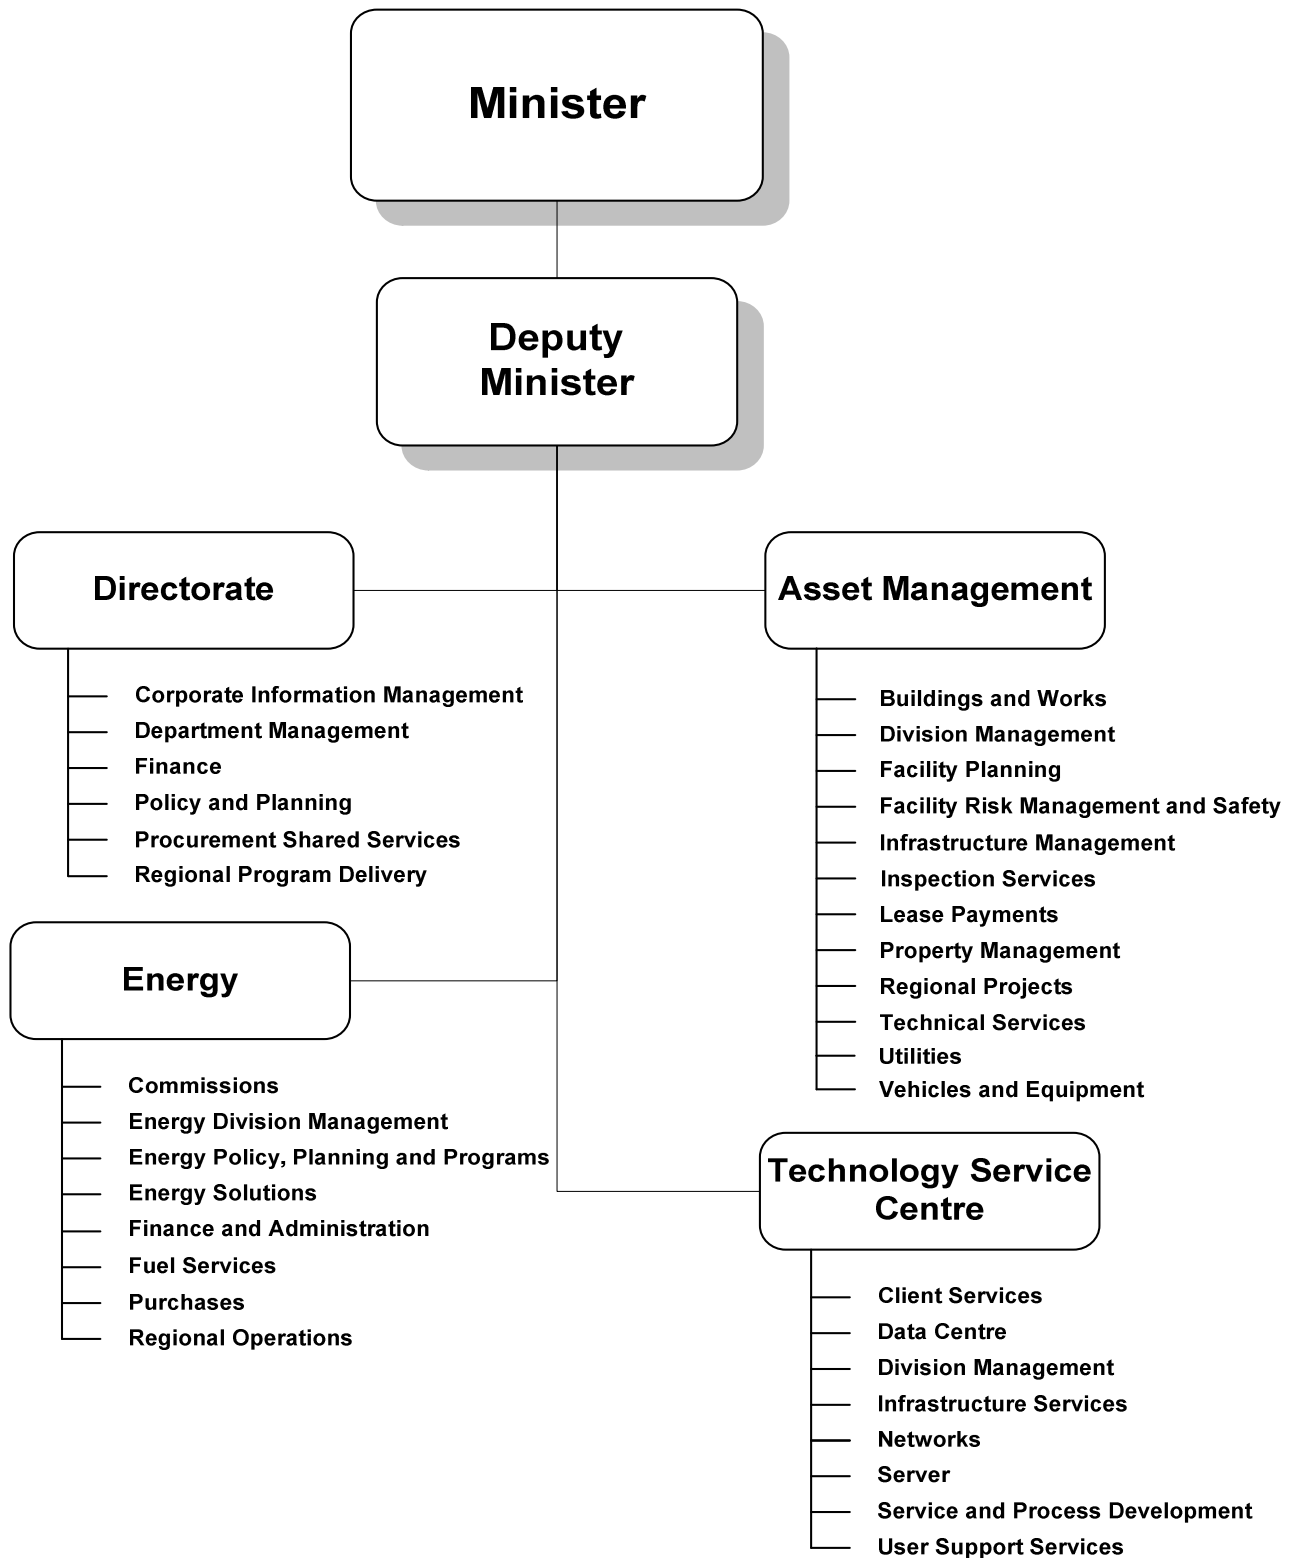 Minister
Deputy
Minister
Directorate
Corporate Information Management
Department Management
Finance
Policy and Planning
Procurement Shared Services
Regional Program Delivery
Asset Management
Buildings and Works
Division Management
Facility Planning
Facility Risk Management and Safety
Infrastructure Management
Inspection Services
Lease Payments
Property Management
Regional Projects
Technical Services
Utilities
Vehicles and Equipment
Energy
Commissions
Energy Division Management
Energy Policy, Planning and Programs
Energy Solutions
Finance and Administration
Fuel Services
Purchases
Regional Operations
Technology Service
Centre
Client Services
Data Centre
Division Management
Infrastructure Services
Networks
Server
Service and Process Development
User Support Services